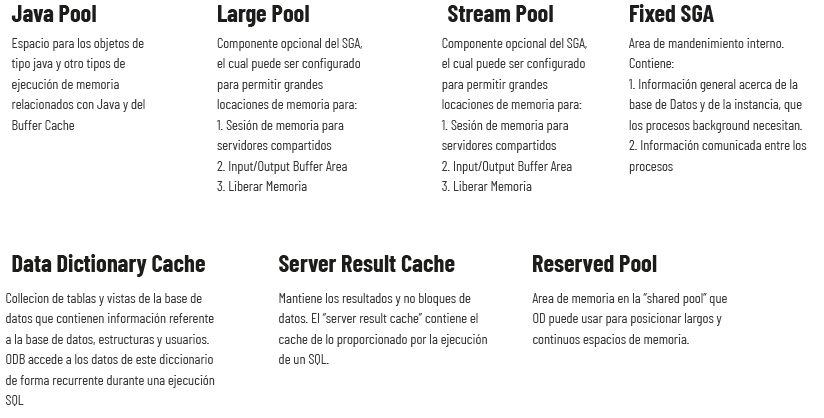 Java Pool
Espacio para los objetos de
tipo java y otro tipos de
ejecución de memoria
relacionados con Java y del
Buffer Cache
Large Pool
Componente opcional del SGA,
el cual puede ser configurado
para permitir grandes
locaciones de memoria para:
1. Sesión de memoria para
servidores compartidos
2. Input/Output Buffer Area
3. Liberar Memoria
Stream Pool
Componente opcional del SGA,
el cual puede ser configurado
para permitir grandes
locaciones de memoria para:
1. Sesión de memoria para
servidores compartidos
2. Input/Output Buffer Area
3. Liberar Memoria
Fixed SGA
Area de mandenimiento interno.
Contiene:
1. Información general acerca de la
base de Datos y de la instancia, que
los procesos background necesitan.
2. Información comunicada entre los
procesos
Data Dictionary Cache
Collecion de tablas y vistas de la base de
datos que contienen información referente
a la base de datos, estructuras y usuarios.
ODB accede a los datos de este diccionario
de forma recurrente durante una ejecución
SQL
Server Result Cache
Mantiene los resultados y no bloques de
datos. El "server result cache" contiene el
cache de lo proporcionado por la ejecución
de un SQL.
Reserved Pool
Area de memoria en la "shared pool" que
OD puede usar para posicionar largos y
continuos espacios de memoria.